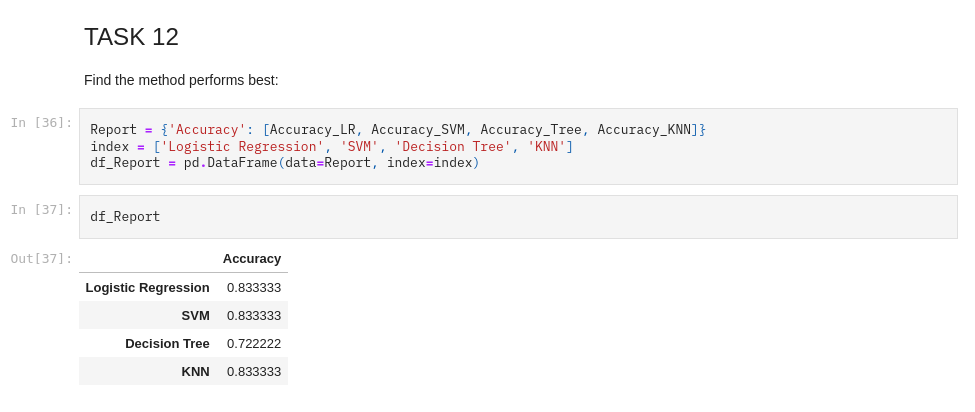 TASK 12
Find the method performs best:
In [36]:
Report = {'Accuracy': [Accuracy_LR, Accuracy_SVM, Accuracy_Tree, Accuracy_KNN]}
index = ['Logistic Regression', 'SVM', 'Decision Tree', 'KNN']
df_Report = pd.DataFrame(data=Report, index=index)
In [37]:
df_Report
Out[37]:
Accuracy
Logistic Regression 0.833333
SVM 0.833333
Decision Tree 0.722222
KNN 0.833333